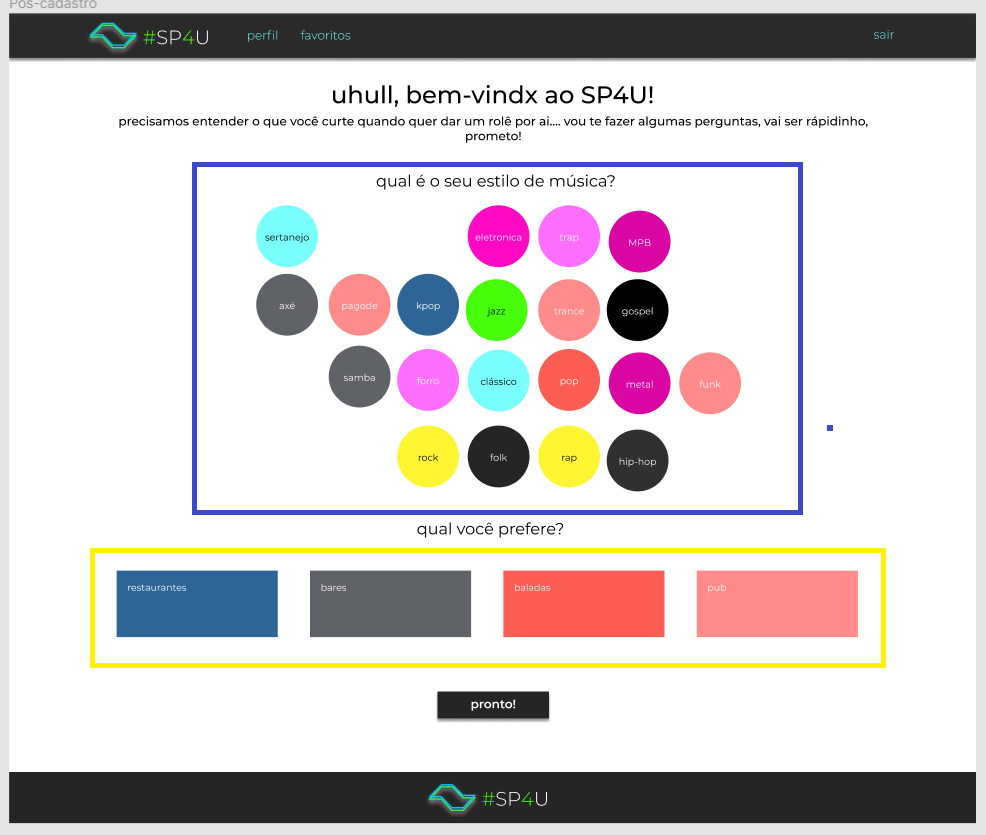 Pós-cadastro
#SP4U
perfil
favoritos
sair
uhull, bem-vindx ao SP4U!
precisamos entender o que você curte quando quer dar um rolê por ai.... vou te fazer algumas perguntas, vai ser rápidinho,
prometo!
qual é o seu estilo de música?
sertanejo
eletronica
trap
MPB
axé
pagode
kpop
jazz
trance
gospel
samba
forro
clássico
pop
metal
funk
rock
folk
rap
hip-hop
qual você prefere?
restaurantes
bares
baladas
pub
pronto!
#SP4U